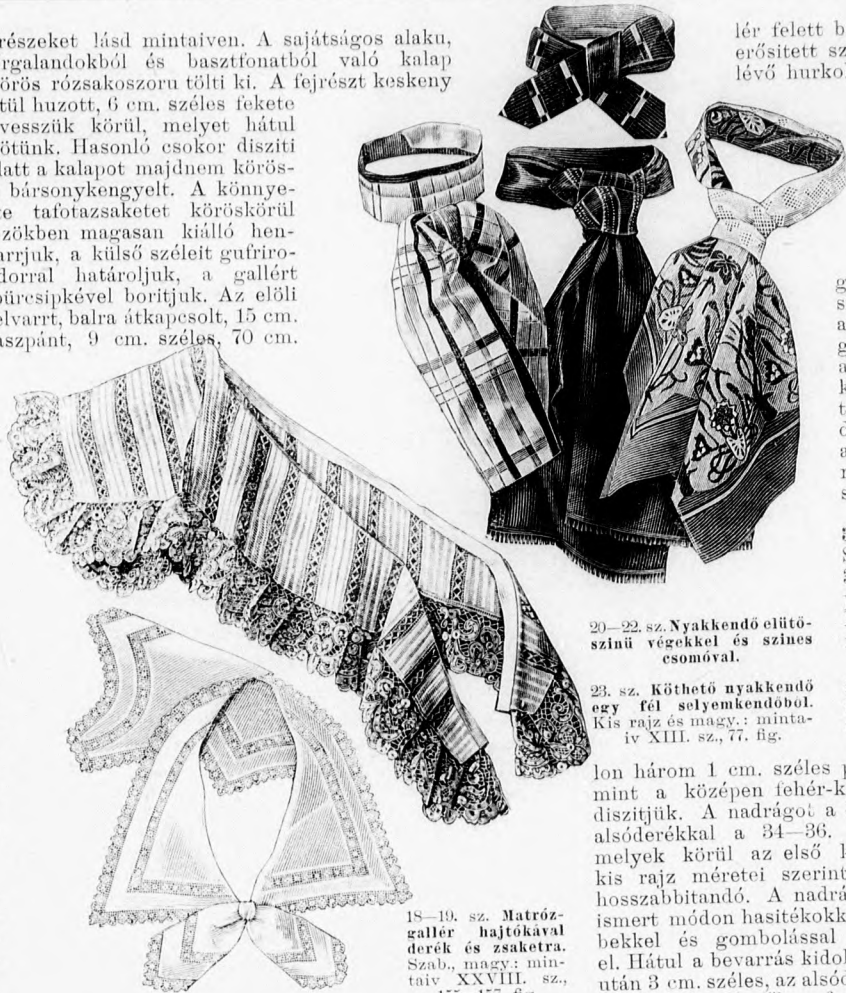 részeket lásd mintaiven. A sajátságos alaku,
rgalandokból és basztfonatból való kalap
örös rózsakoszoru tölti ki. A fejrészt keskeny
tül huzott, 6 cm. széles fekete
vesszük körül, melyet hátul
ötünk. Hasonló csokor disziti
latt a kalapot majdnem körös-
bársonykengyelt. A könnye-
te tafotazsaketet köröskörül
zökben magasan kiálló hen-
arrjuk, a külső széleit gufriro-
dorral határoljuk, a gallért
pürcsipkével boritjuk. Az elöli
elvarrt, balra átkapcsolt, 15 cm.
aszpánt, 9 cm. széles, 70 cm.
18—19. sz. Matróz-
gallér hajtókával
derék és zsaketra.
Szab., magy.: min-
taiv XXVIII. sz.,
lér felett b
erősitett sz
lévő hurko
20—22. sz. Nyakkendő elütő-
szinü végekkel és szines
csomóval.
23. sz. Köthető nyakkendő
egy fél selyemkendőből.
Kis rajz és magy.: minta-
iv XIII. sz., 77. fig.
lon három 1 cm. széles p
mint a középen fehér-k
diszitjük. A nadrágot a
alsóderékkal a 34—36.
melyek körül az első
kis rajz méretei szerint
hosszabbitandó. A nadrá
ismert módon hasitékokk
bekkel és gombolással
el. Hátul a bevarrás kidol
után 3 cm. széles, az alsód